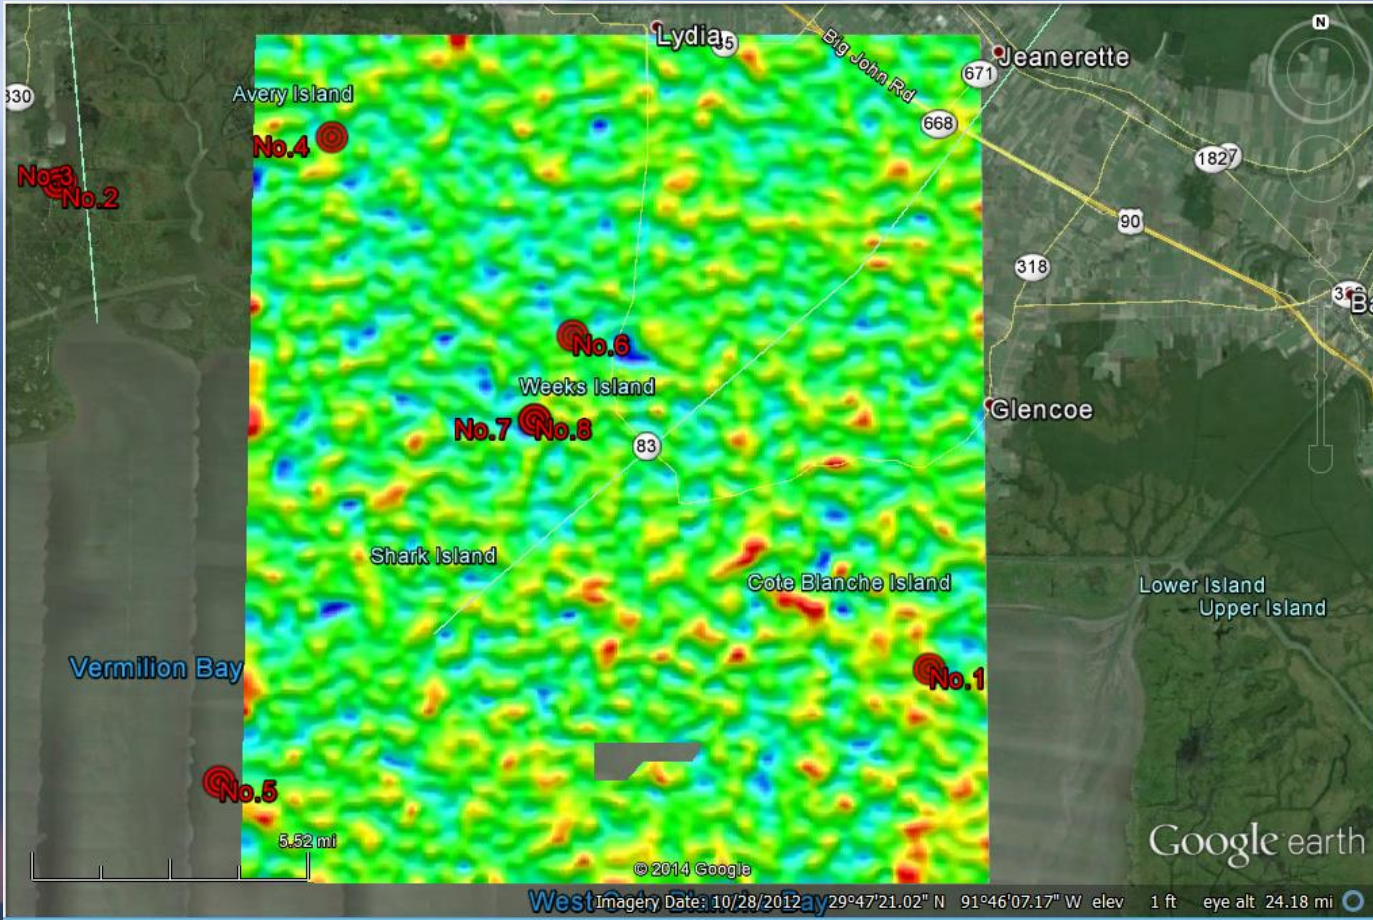 N
Lydia
Big John Rd
Jeanerette
671
Avery Island
330
668
No.4
1827
No.3
No.2
90
318
No.6
Weeks Island
Glencoe
No.7
No.8
83
Shark Island
Cote Blanche Island
Lower Island
Upper Island
Vermilion Bay
No.1
No.5
5.52 mi
Google earth
© 2014 Google
Imagery Date: 10/28/2012 29°47'21.02" N 91°46'07.17" W elev 1 ft eye alt 24.18 mi